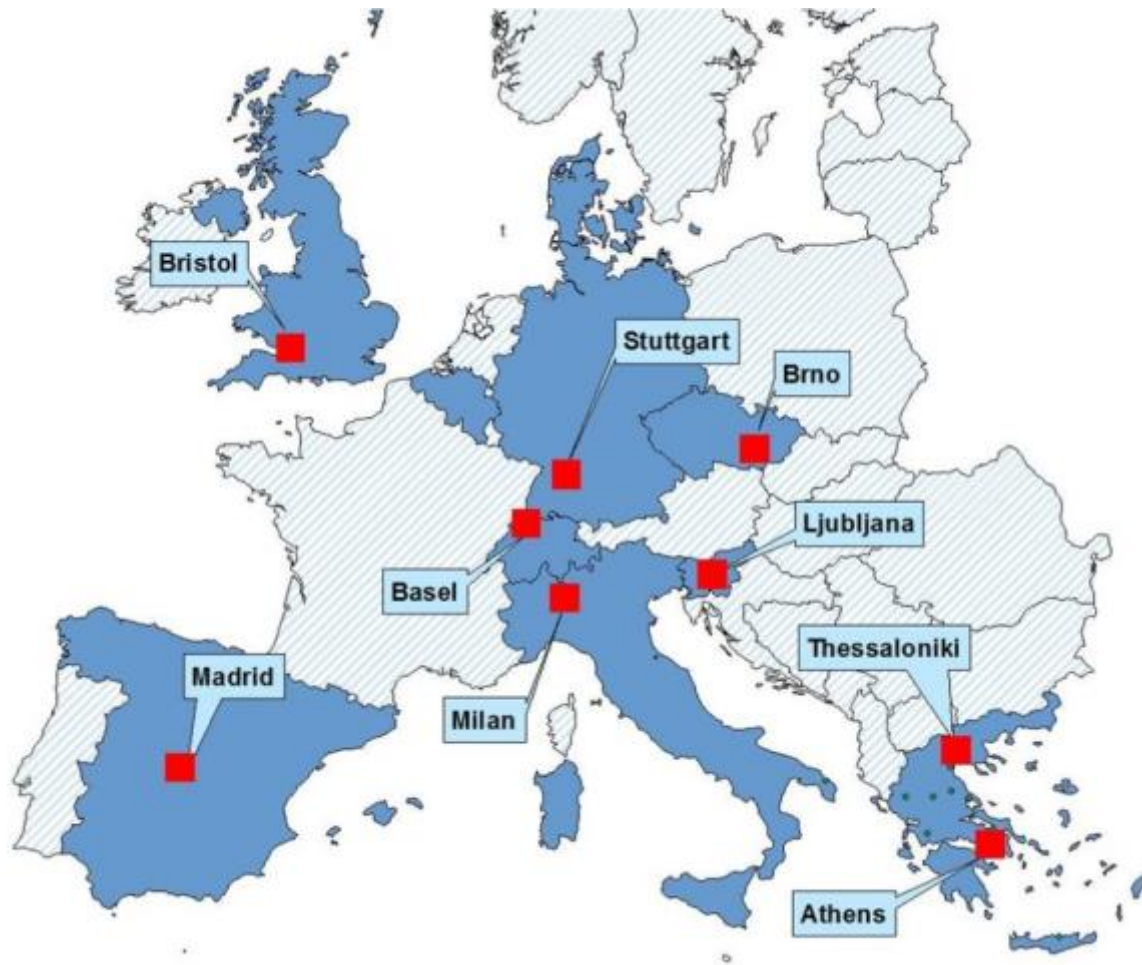 Bristol
Stuttgart
Brno
Ljubljana
Basel
Thessaloniki
Madrid
Milan
Athens